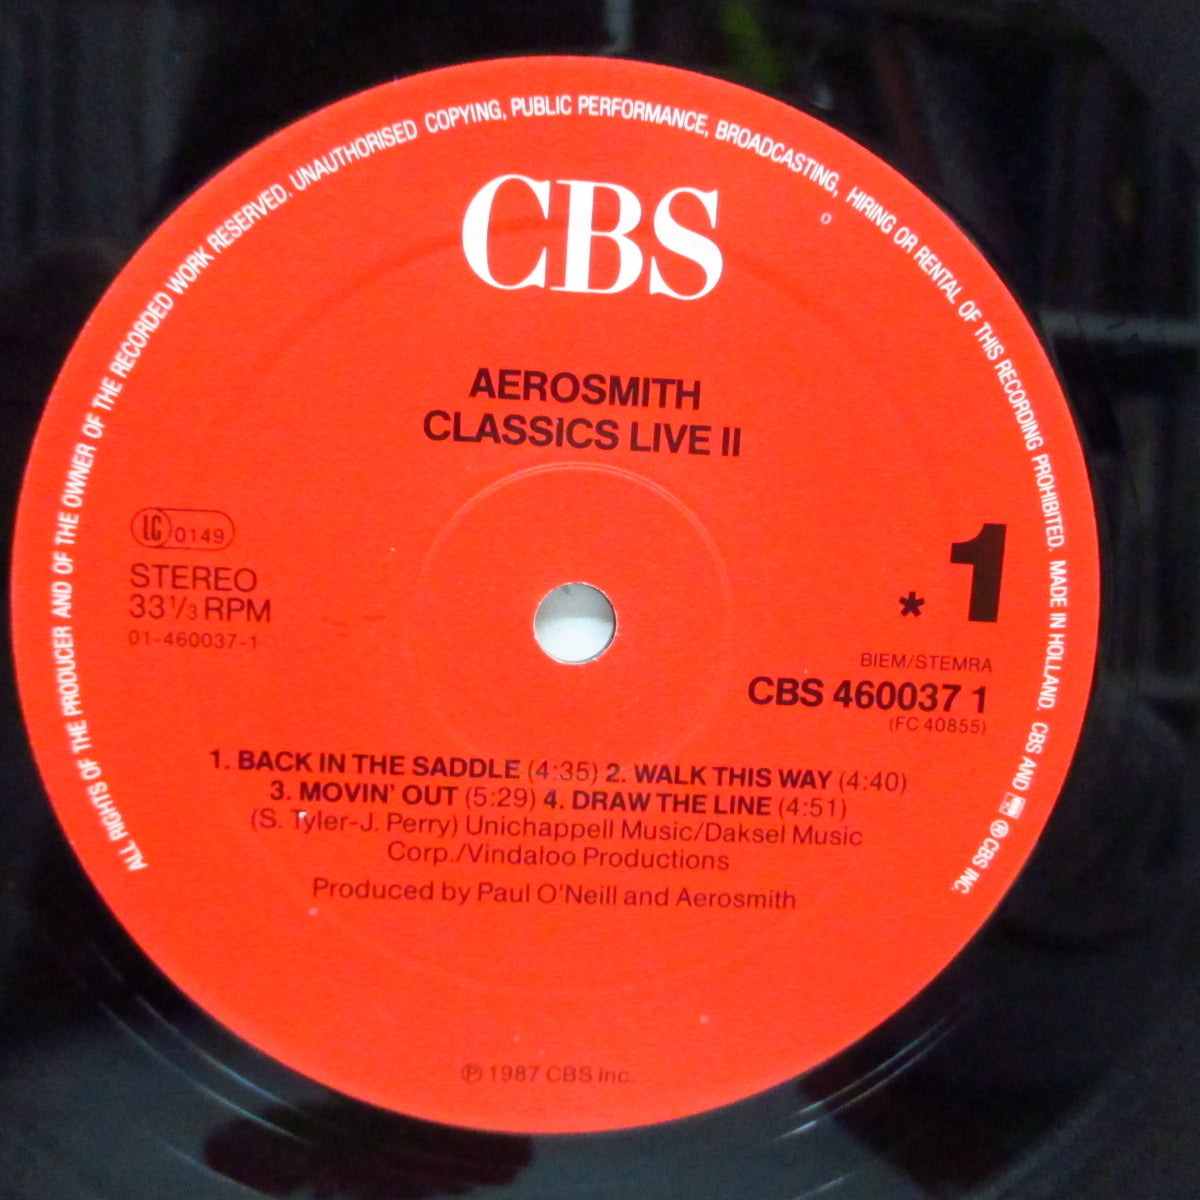 ALL RIGHTS OF THE PRODUCER AND OF THE OWNER OF THE RECORDED WORK RESERVED. UNAUTHORISED COPYING, PUBLIC PERFORMANCE, BROADCASTING, HIRING OR RENTAL OF THIS RECORDING PROHIBITED. MADE IN HOLLAND. CBS AND ℗ CBS INC.
CBS
AEROSMITH
CLASSICS LIVE II
LC 0149
STEREO
33 1/3 RPM
01-460037-1
* 1
BIEM/STEMRA
CBS 460037 1
(FC 40855)
1. BACK IN THE SADDLE (4:35) 2. WALK THIS WAY (4:40)
3. MOVIN' OUT (5:29) 4. DRAW THE LINE (4:51)
(S. Tyler-J. Perry) Unichappell Music/Daksel Music
Corp./Vindaloo Productions
Produced by Paul O'Neill and Aerosmith
℗ 1987 CBS Inc.